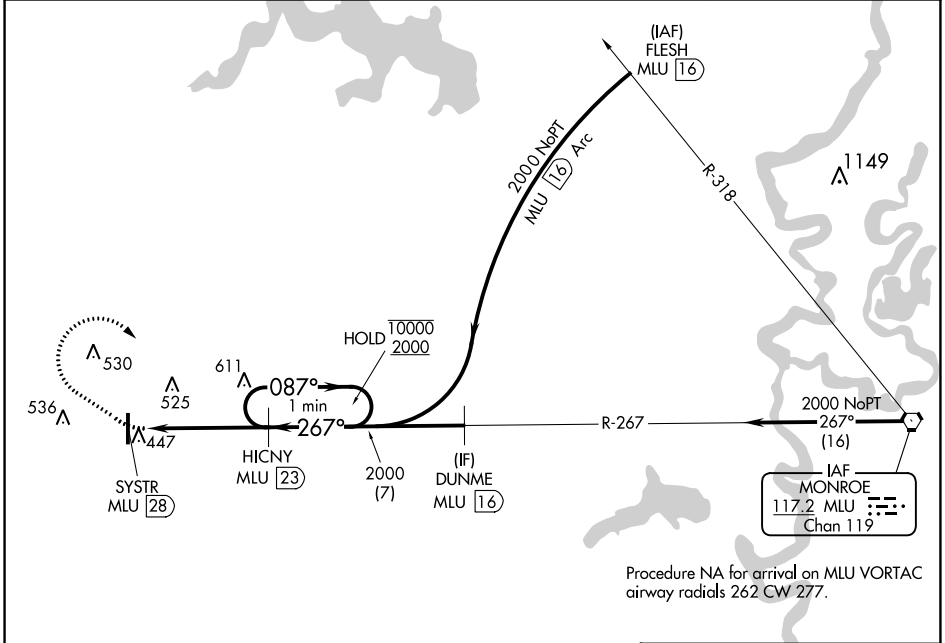 (IAF)
FLESH
MLU 16
2000 NoPT
MLU 16 Arc
R-318
1149
HOLD 10000
2000
530
611
087°
536
525
1 min
267°
447
R-267
2000 NoPT
267°
(16)
HICNY
MLU 23
2000
(7)
(IF)
DUNME
MLU 16
SYSTR
MLU 28
IAF
MONROE
117.2 MLU
Chan 119
Procedure NA for arrival on MLU VORTAC
airway radials 262 CW 277.